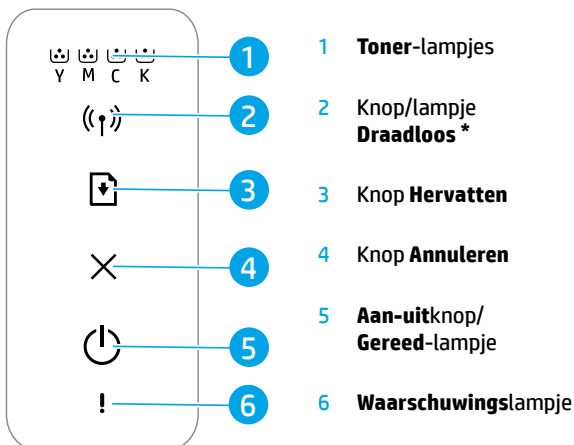 Y M C K
1
2
3
4
5
6
1 Toner-lampjes
2 Knop/lampje
Draadloos *
3 Knop Hervatten
4 Knop Annuleren
5 Aan-uitknop/
Gereed-lampje
6 Waarschuwingslampje